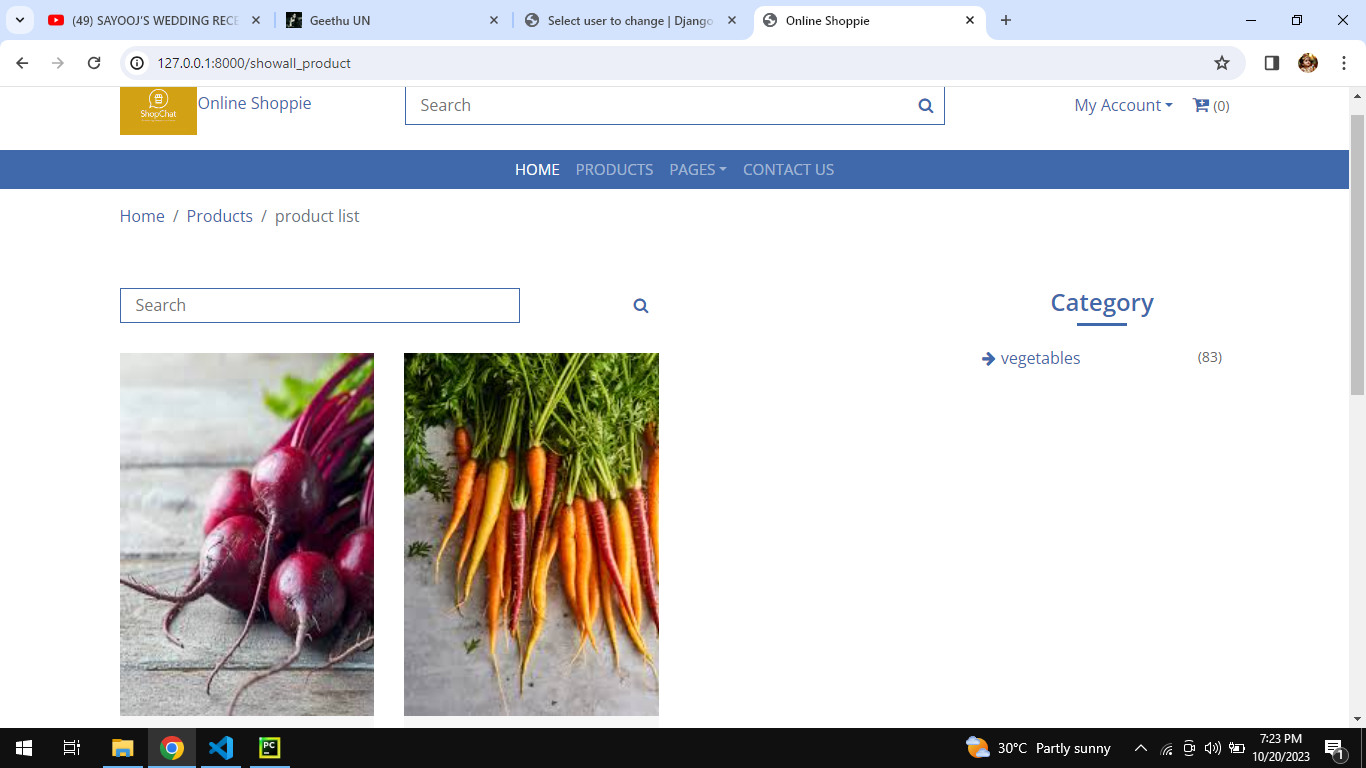 (49) SAYOOJ'S WEDDING RECE
Geethu UN
Select user to change | Django
Online Shoppie
127.0.0.1:8000/showall_product
ShopChat
Online Shoppie
Search
My Account
(0)
HOME
PRODUCTS
PAGES
CONTACT US
Home / Products / product list
Search
Category
vegetables
(83)
PC
30°C Partly sunny
7:23 PM
10/20/2023
1